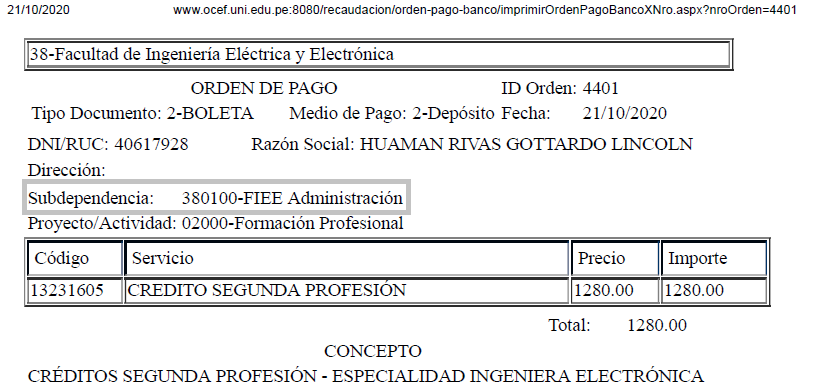 21/10/2020 www.ocef.uni.edu.pe:8080/recaudacion/orden-pago-banco/imprimirOrdenPagoBancoXNro.aspx?nroOrden=4401
38-Facultad de Ingeniería Eléctrica y Electrónica
ORDEN DE PAGO ID Orden: 4401
Tipo Documento: 2-BOLETA Medio de Pago: 2-Depósito Fecha: 21/10/2020
DNI/RUC: 40617928 Razón Social: HUAMAN RIVAS GOTTARDO LINCOLN
Dirección:
Subdependencia: 380100-FIEE Administración
Proyecto/Actividad: 02000-Formación Profesional
Código Servicio Precio Importe
13231605 CREDITO SEGUNDA PROFESIÓN 1280.00 1280.00
Total: 1280.00
CONCEPTO
CRÉDITOS SEGUNDA PROFESIÓN - ESPECIALIDAD INGENIERA ELECTRÓNICA